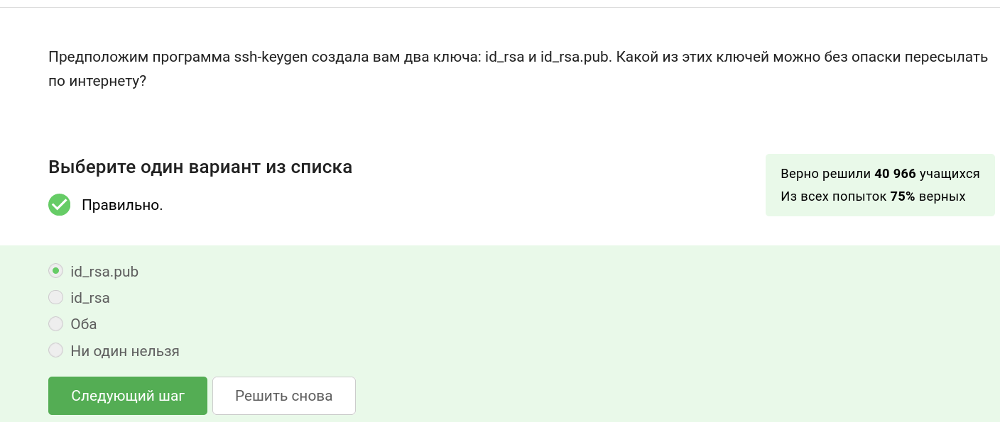 Предположим программа ssh-keygen создала вам два ключа: id_rsa и id_rsa.pub. Какой из этих ключей можно без опаски пересылать
по интернету?
Выберите один вариант из списка
Правильно.
Верно решили 40 966 учащихся
Из всех попыток 75% верных
id_rsa.pub
id_rsa
Оба
Ни один нельзя
Следующий шаг
Решить снова